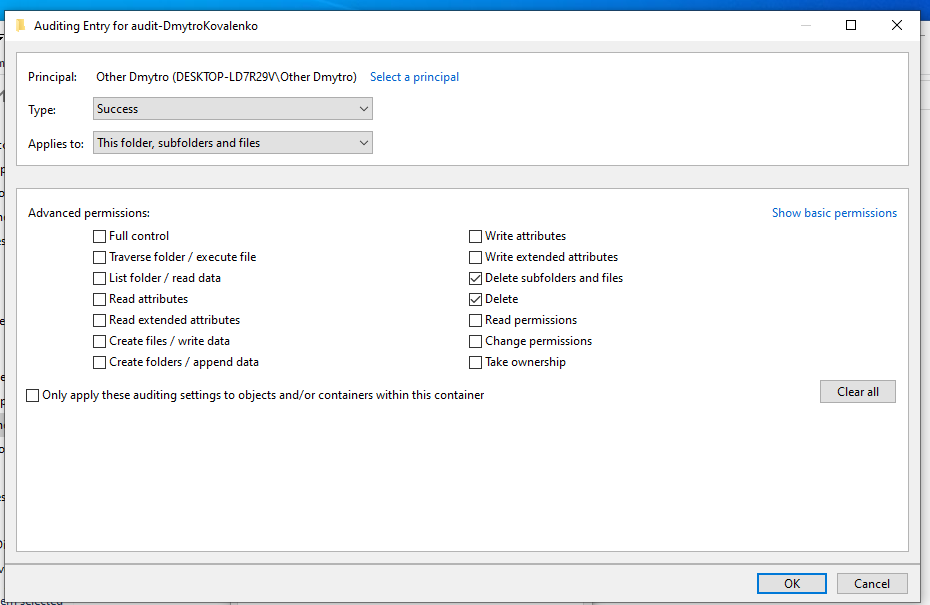 Auditing Entry for audit-DmytroKovalenko
Principal: Other Dmytro (DESKTOP-LD7R29V\Other Dmytro) Select a principal
Type: Success
Applies to: This folder, subfolders and files
Advanced permissions: Show basic permissions
Full control Write attributes
Traverse folder / execute file Write extended attributes
List folder / read data Delete subfolders and files
Read attributes Delete
Read extended attributes Read permissions
Create files / write data Change permissions
Create folders / append data Take ownership
Only apply these auditing settings to objects and/or containers within this container Clear all
OK Cancel